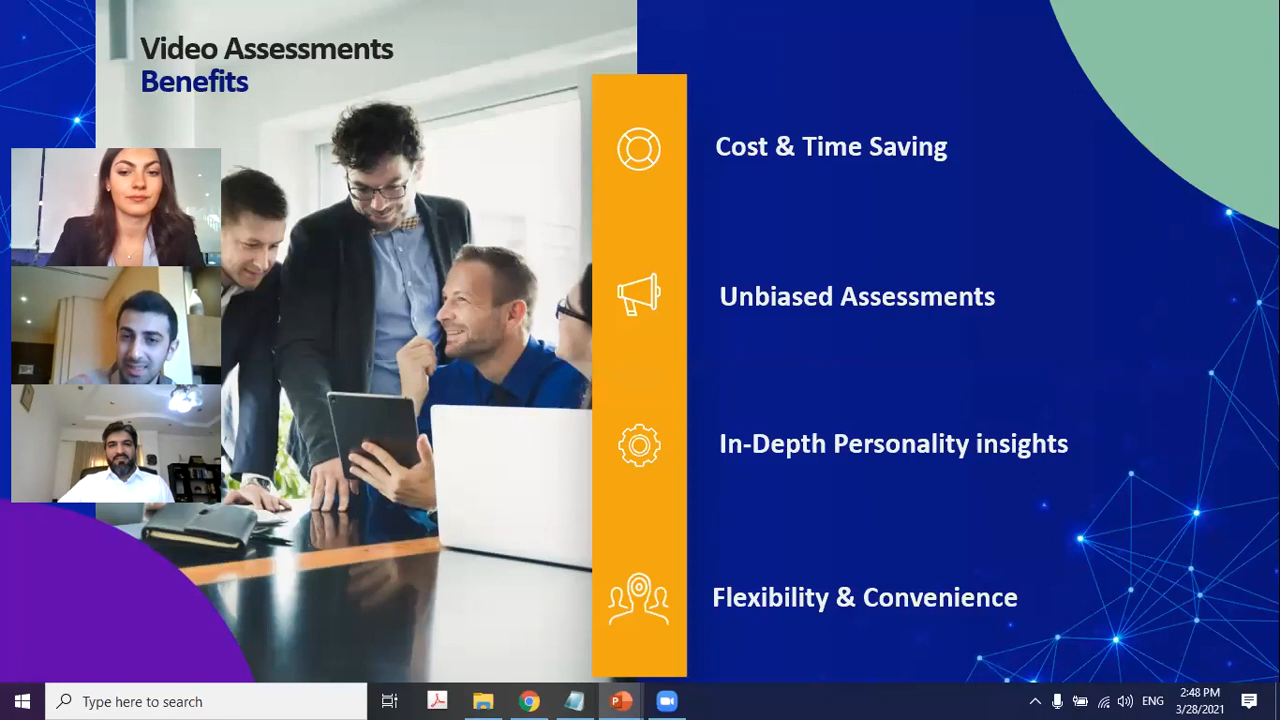 Video Assessments
Benefits
Cost & Time Saving
Unbiased Assessments
In-Depth Personality insights
Flexibility & Convenience
Type here to search
ENG
2:48 PM
3/28/2021